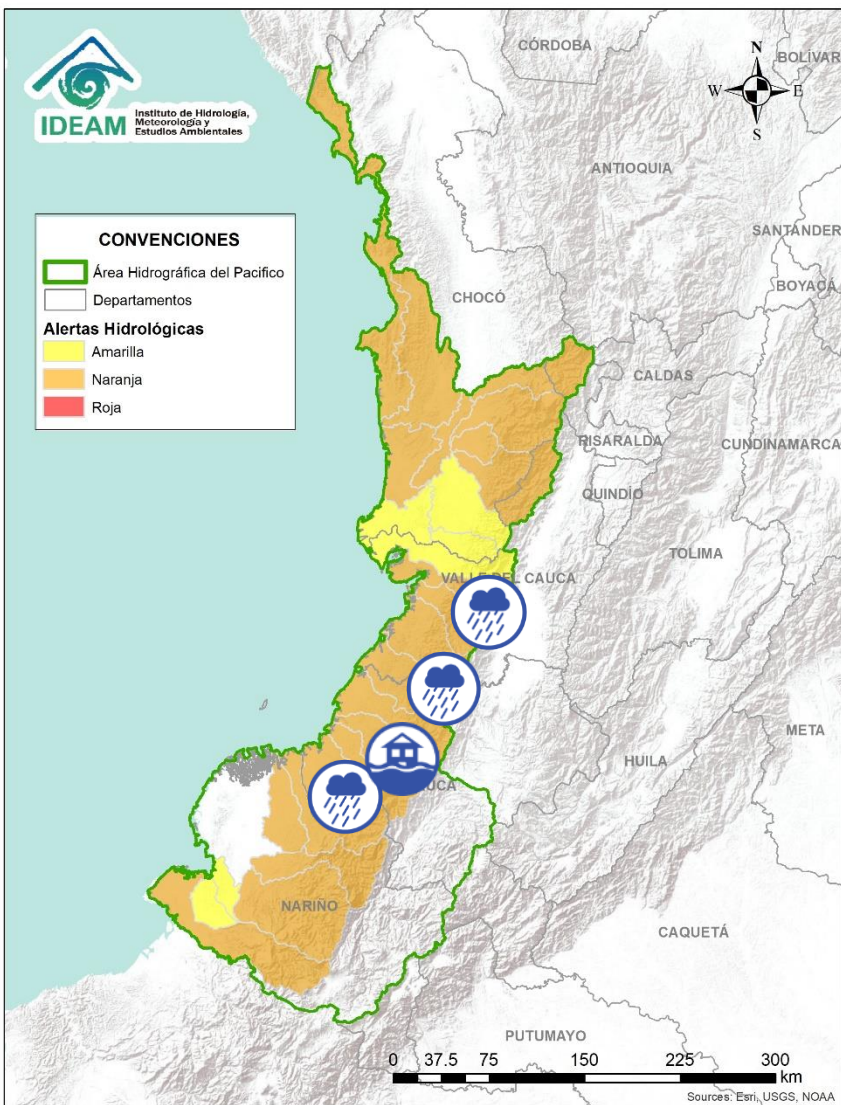 IDEAM
Instituto de Hidrología,
Meteorología y
Estudios Ambientales
N
W
E
S
CÓRDOBA
BOLÍVAR
ANTIOQUIA
SANTANDER
BOYACÁ
CONVENCIONES
Área Hidrográfica del Pacifico
Departamentos
Alertas Hidrológicas
Amarilla
Naranja
Roja
CHOCÓ
CALDAS
RISARALDA
CUNDINAMARCA
QUINDÍO
TOLIMA
VALLE DEL CAUCA
META
HUILA
NARIÑO
CAQUETÁ
PUTUMAYO
0 37.5 75 150 225 300
km
Sources: Esri, USGS, NOAA